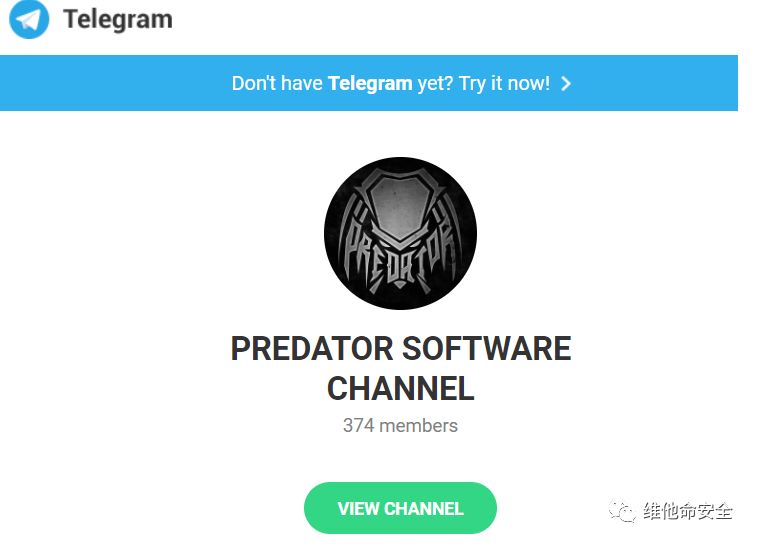 Telegram
Don't have Telegram yet? Try it now!
PREDATOR
PREDATOR SOFTWARE
CHANNEL
374 members
VIEW CHANNEL
维他命安全